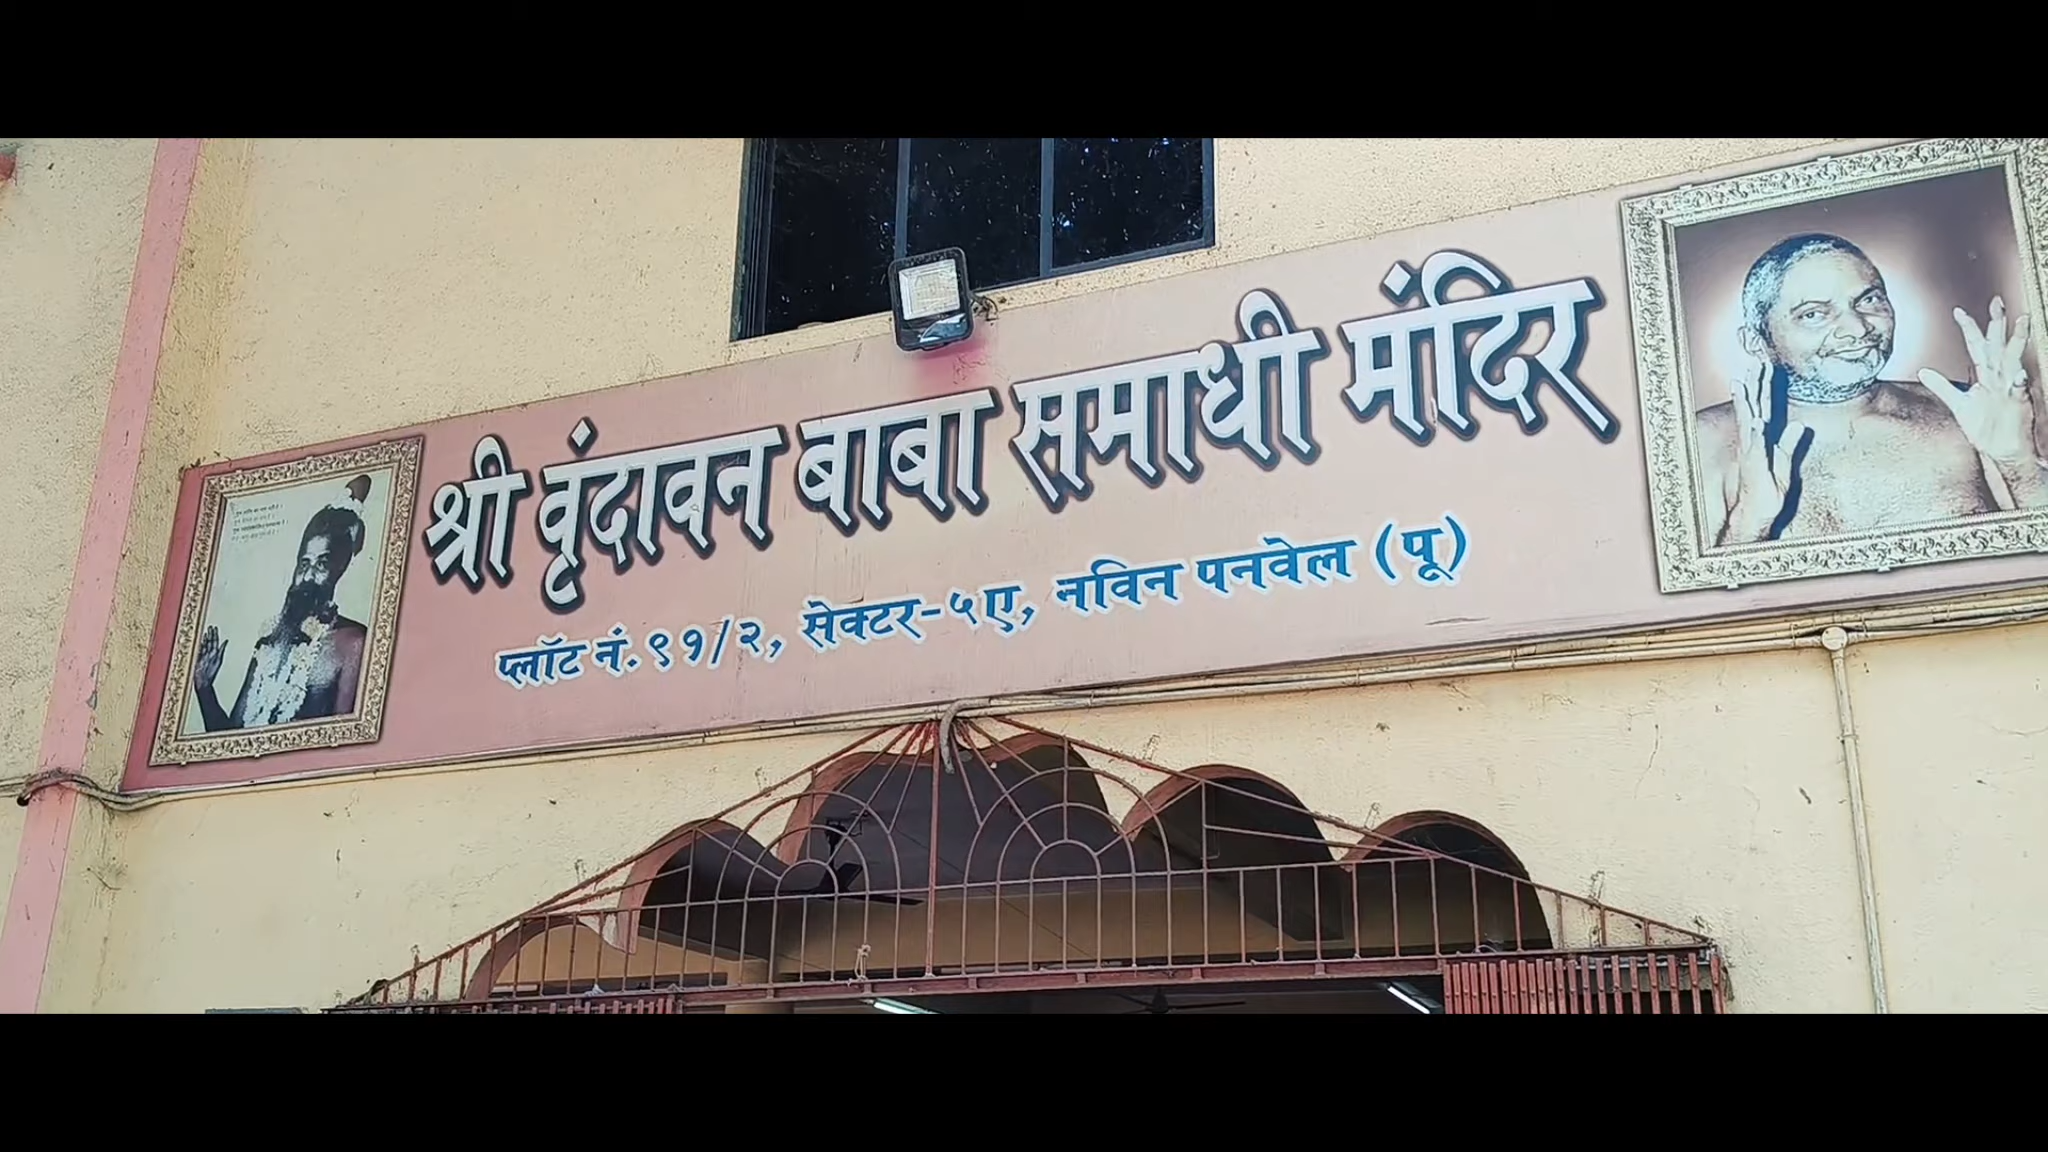 श्री वृंदावन बाबा समाधी मंदिर
प्लॉट नं. ९१/२, सेक्टर-५ए, नविन पनवेल (पू)